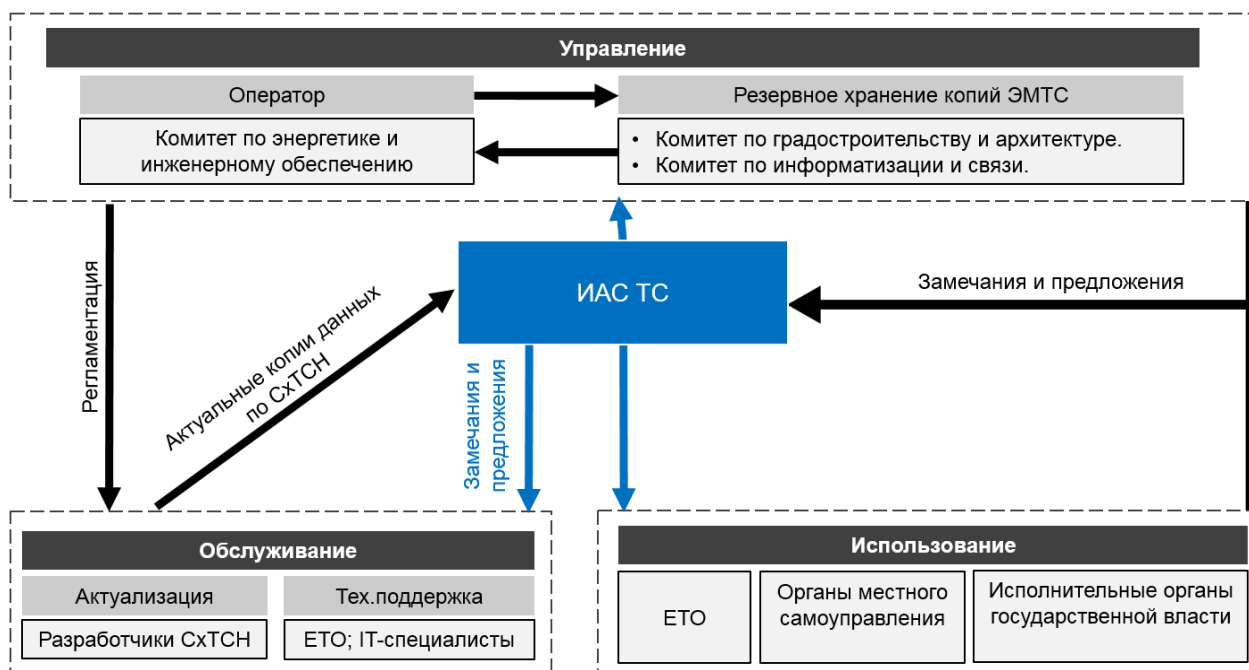 Управление
Оператор
Резервное хранение копий ЭМТС
Комитет по энергетике и
инженерному обеспечению
• Комитет по градостроительству и архитектуре.
• Комитет по информатизации и связи.
Регламентация
Актуальные копии данных
по СхТСН
ИАС ТС
Замечания и предложения
Замечания и
предложения
Обслуживание
Актуализация
Тех.поддержка
Разработчики СхТСН
ЕТО; IT-специалисты
Использование
ЕТО
Органы местного
самоуправления
Исполнительные органы
государственной власти